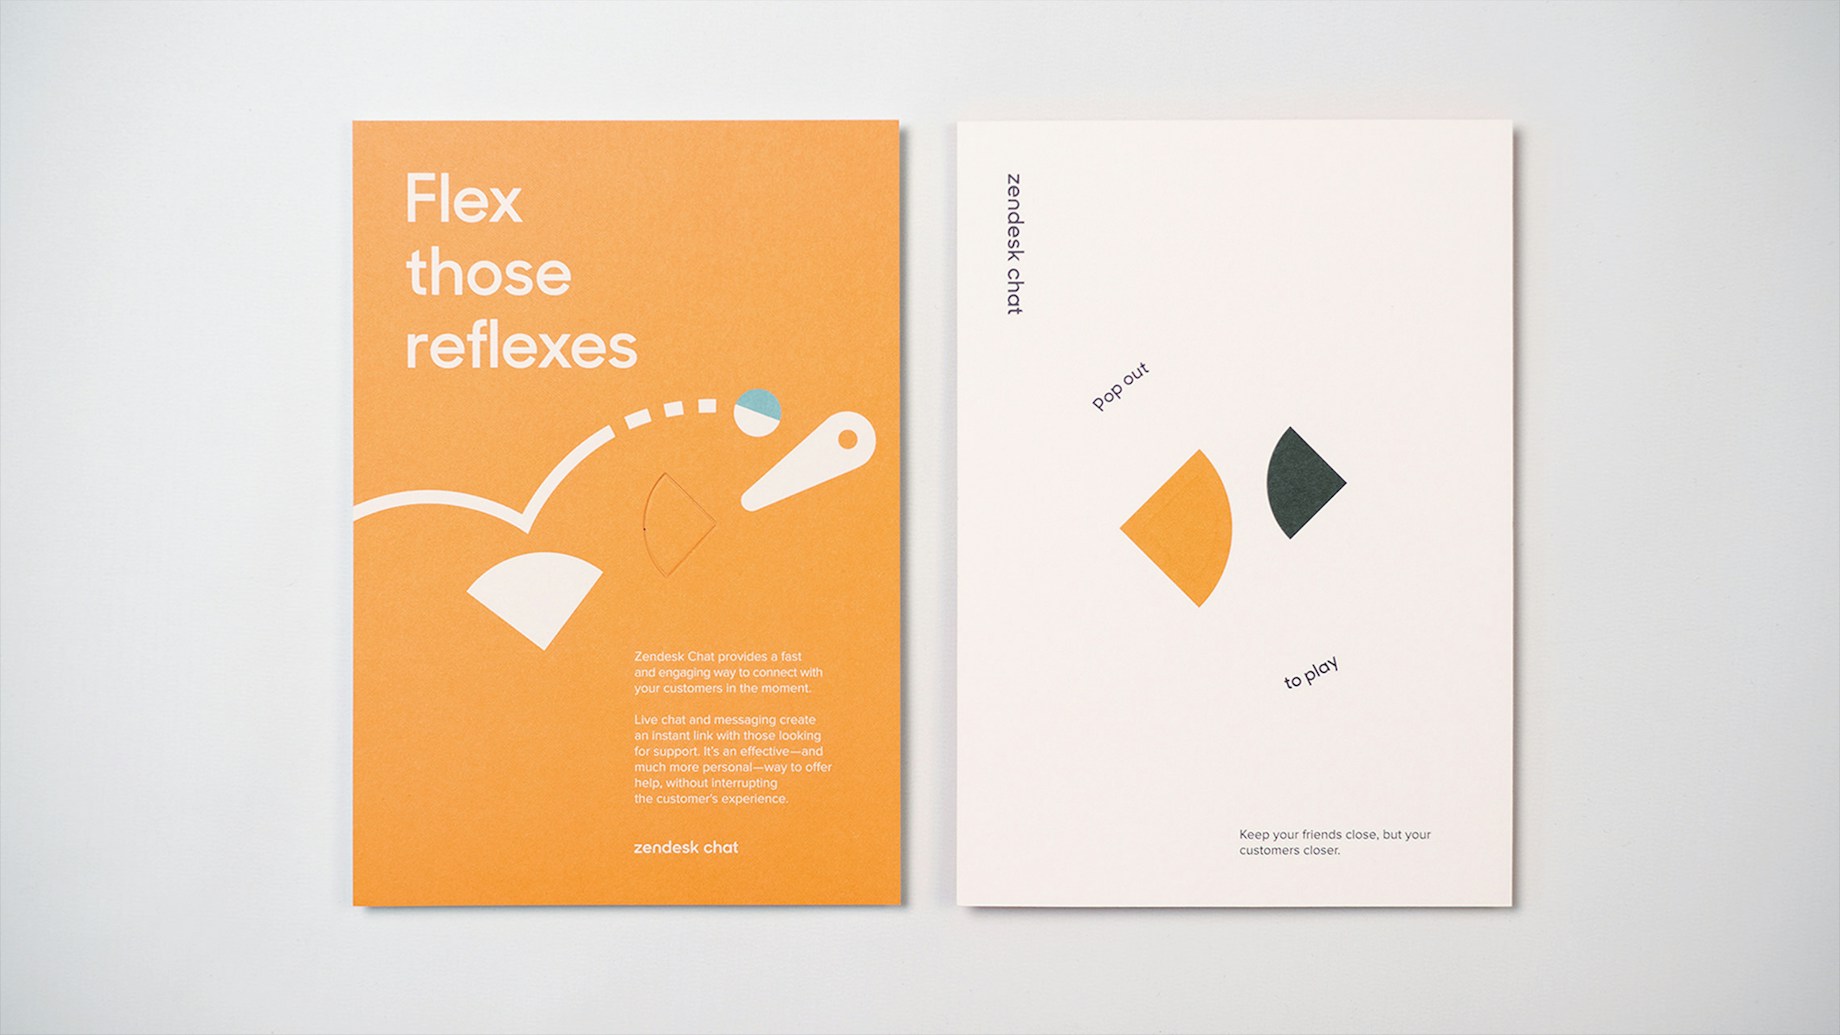 Flex
those
reflexes
Zendesk Chat provides a fast
and engaging way to connect with
your customers in the moment.
Live chat and messaging create
an instant link with those looking
for support. It's an effective—and
much more personal—way to offer
help, without interrupting
the customer's experience.
zendesk chat
zendesk chat
Pop out
to play
Keep your friends close, but your
customers closer.